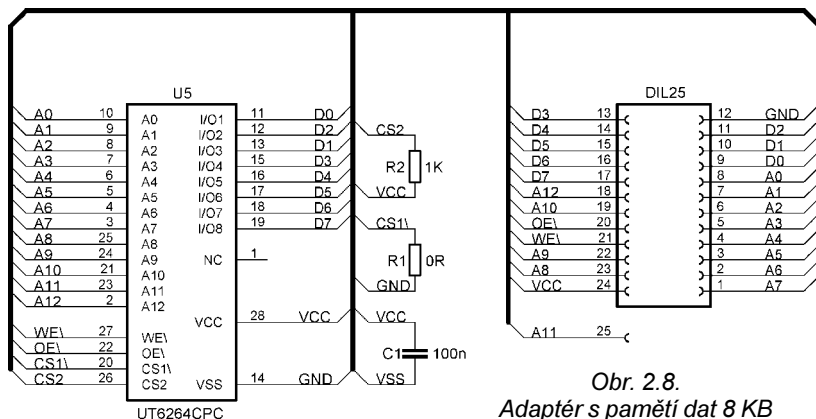 U5
A0 10 A0 I/O1 11 D0
A1 9 A1 I/O2 12 D2
A2 8 A2 I/O3 13 D1
A3 7 A3 I/O4 15 D3
A4 6 A4 I/O5 16 D4
A5 5 A5 I/O6 17 D5
A6 4 A6 I/O7 18 D6
A7 3 A7 I/O8 19 D7
A8 25 A8
A9 24 A9 NC 1
A10 21 A10
A11 23 A11
A12 2 A12
VCC 28 VCC
WE\ 27 WE\
OE\ 22 OE\
CS1\ 20 CS1\
CS2 26 CS2 VSS 14 GND
UT6264CPC
CS2
R2 1K
VCC
CS1\
R1 0R
GND
VCC
C1 100n
VSS
DIL25
D3 13 12 GND
D4 14 11 D2
D5 15 10 D1
D6 16 9 D0
D7 17 8 A0
A12 18 7 A1
A10 19 6 A2
OE\ 20 5 A3
WE\ 21 4 A4
A9 22 3 A5
A8 23 2 A6
VCC 24 1 A7
A11 25
Obr. 2.8.
Adaptér s pamětí dat 8 KB